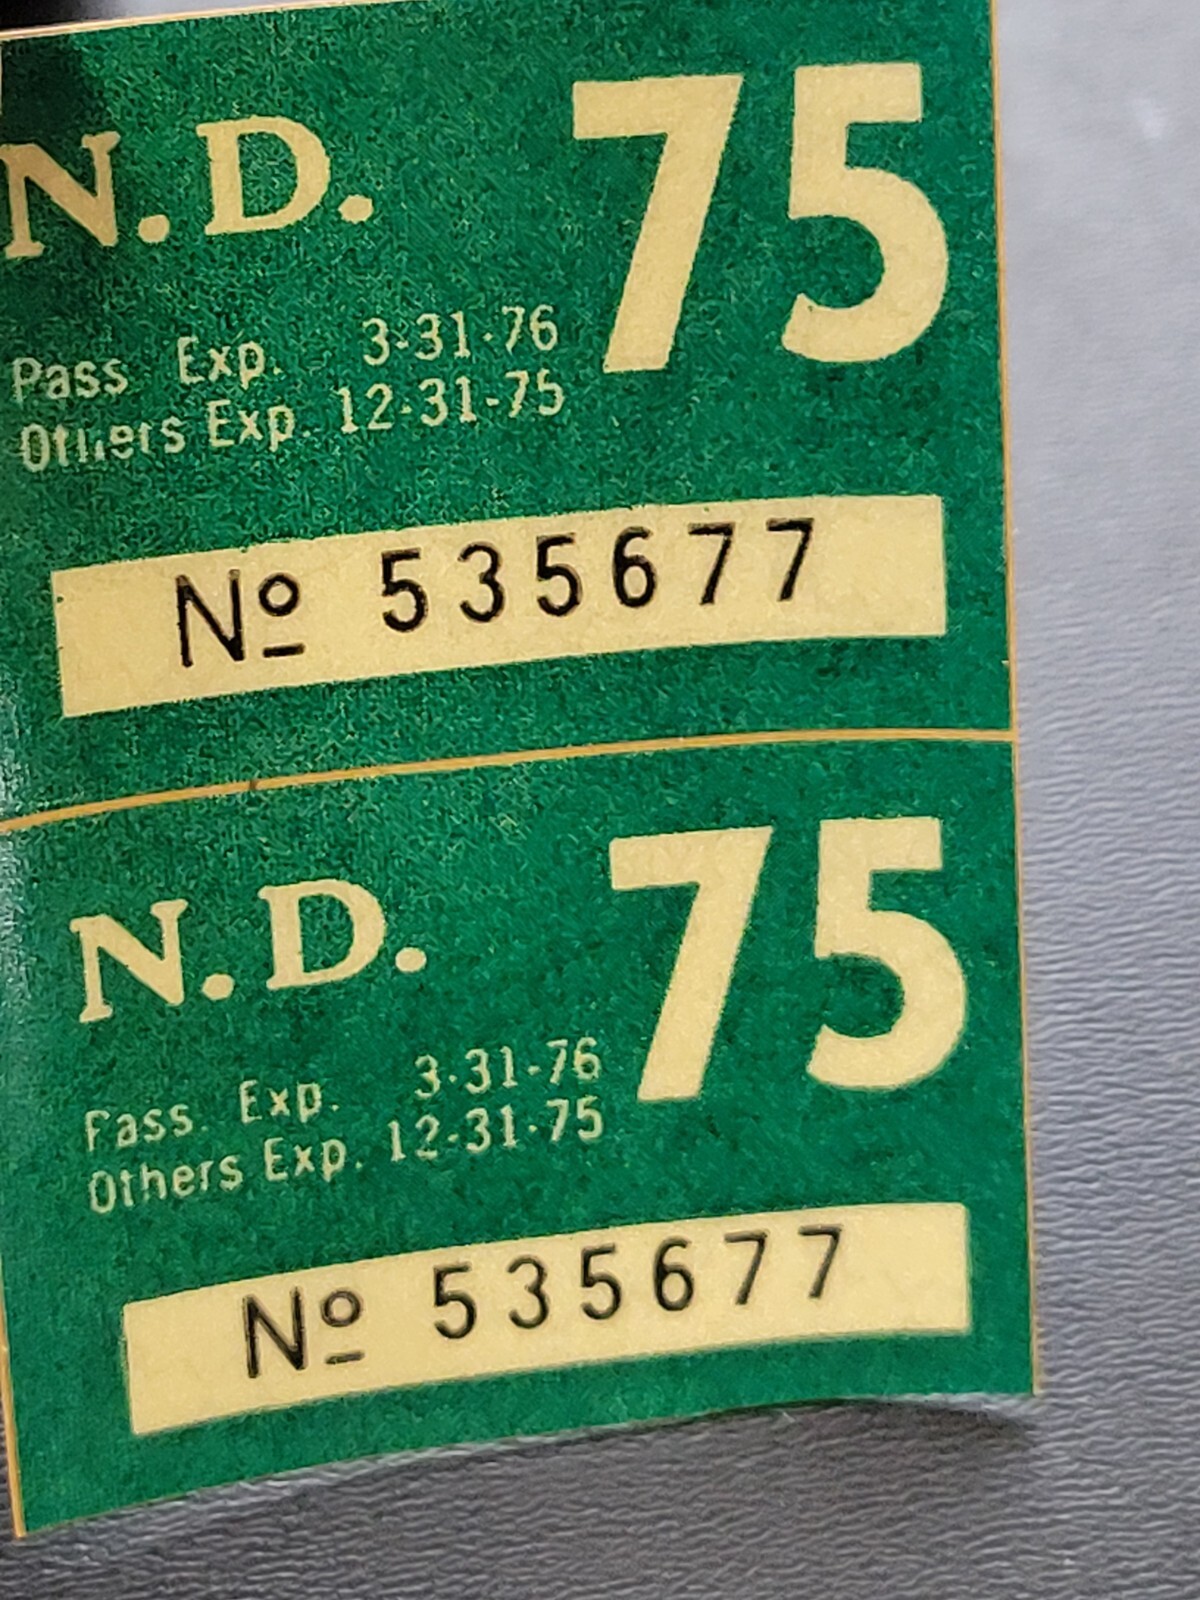 N.D. 75
Pass Exp. 3-31-76
Others Exp. 12-31-75
Nº 535677
N.D. 75
Pass. Exp. 3-31-76
Others Exp. 12-31-75
Nº 535677